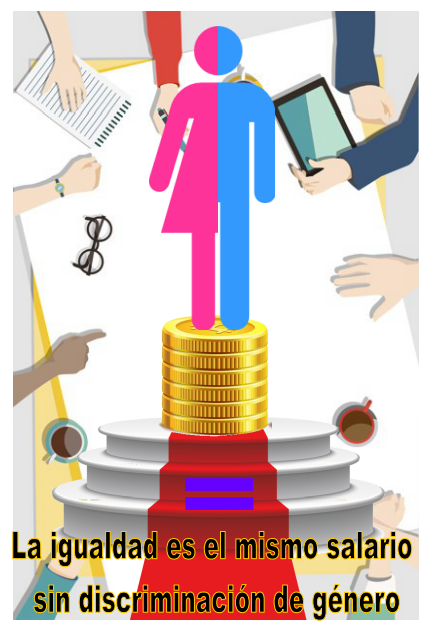 La igualdad es el mismo salario
sin discriminación de género